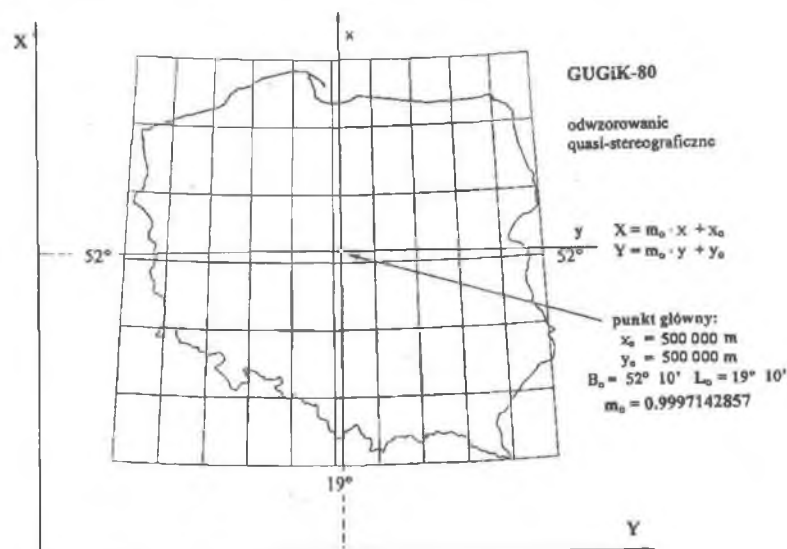 X
x
GUGiK-80
odwzorowanie
quasi-stereograficzne
y X = m₀ · x + x₀
Y = m₀ · y + y₀
52° 52°
punkt główny:
x₀ = 500 000 m
y₀ = 500 000 m
B₀ = 52° 10' L₀ = 19° 10'
m₀ = 0.9997142857
19°
Y